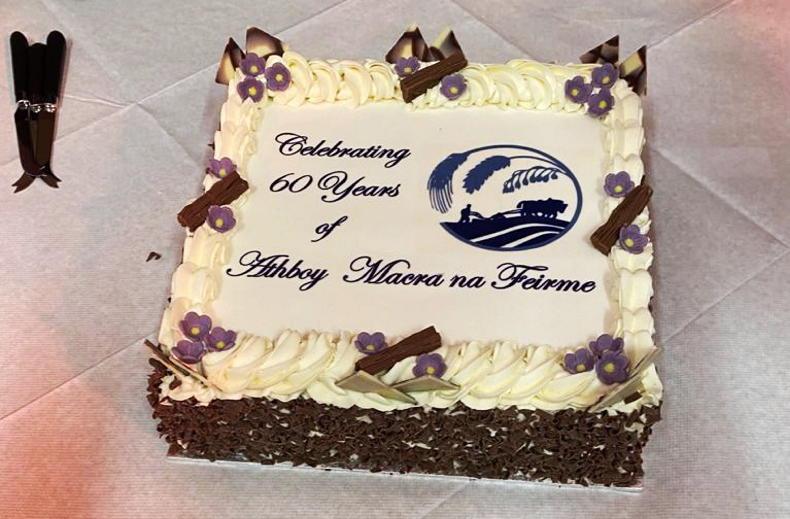 Celebrating
60 Years
of
Athboy Macra na Feirme